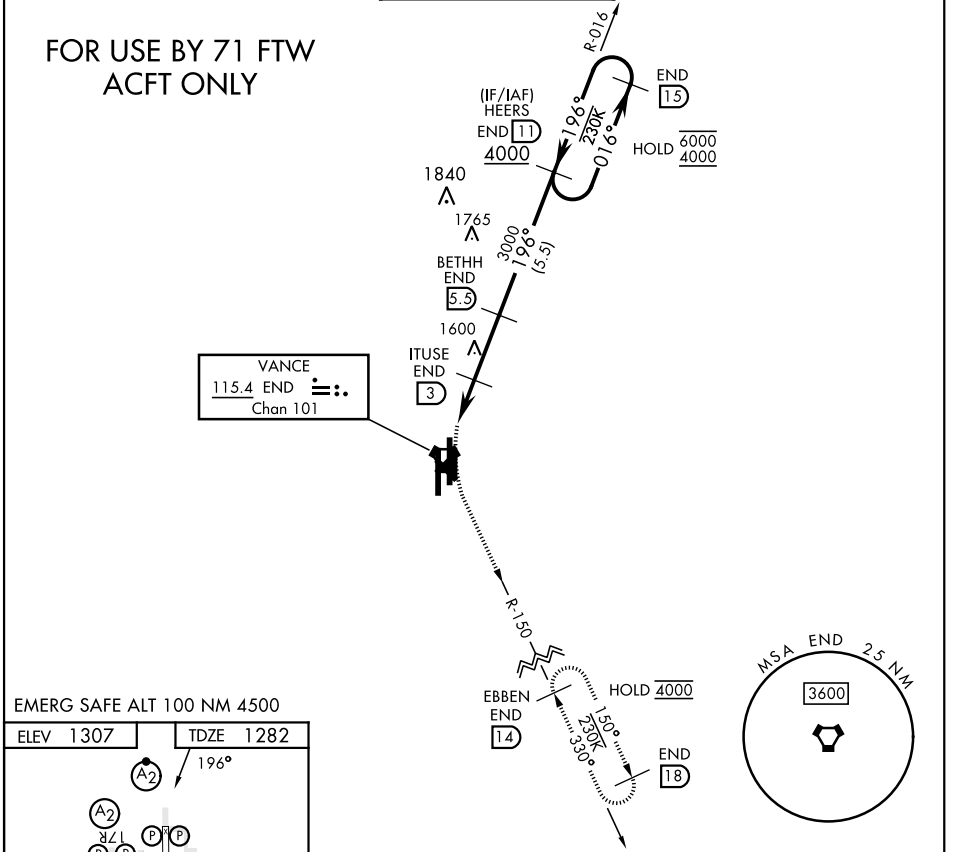 FOR USE BY 71 FTW
ACFT ONLY
R-016
END
15
(IF/IAF)
HEERS
END 11
4000
196°
230K
016°
HOLD 6000
4000
1840
1765
3000
196°
(5.5)
BETHH
END
5.5
1600
ITUSE
END
3
VANCE
115.4 END
Chan 101
R-150
EBBEN
END
14
HOLD 4000
150°
230K
330°
END
18
MSA END 25 NM
3600
EMERG SAFE ALT 100 NM 4500
ELEV 1307
TDZE 1282
196°
A2
A2
17R
P X P
P P